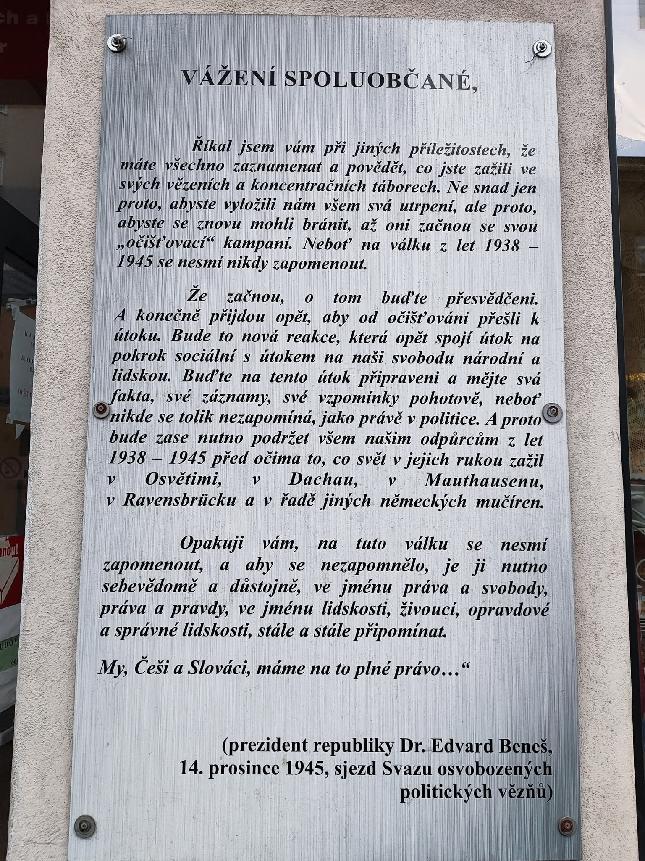 VÁŽENÍ SPOLUOBČANÉ,
Říkal jsem vám při jiných příležitostech, že
máte všechno zaznamenat a povědět, co jste zažili ve
svých vězeních a koncentračních táborech. Ne snad jen
proto, abyste vyložili nám všem svá utrpení, ale proto,
abyste se znovu mohli bránit, až oni začnou se svou
„očišťovací“ kampaní. Neboť na válku z let 1938 –
1945 se nesmí nikdy zapomenout.
Že začnou, o tom buďte přesvědčeni.
A konečně přijdou opět, aby od očišťování přešli k
útoku. Bude to nová reakce, která opět spojí útok na
pokrok sociální s útokem na naši svobodu národní a
lidskou. Buďte na tento útok připraveni a mějte svá
fakta, své záznamy, své vzpomínky pohotově, neboť
nikde se tolik nezapomíná, jako právě v politice. A proto
bude zase nutno podržet všem našim odpůrcům z let
1938 – 1945 před očima to, co svět v jejich rukou zažil
v Osvětimi, v Dachau, v Mauthausenu,
v Ravensbrücku a v řadě jiných německých mučíren.
Opakuji vám, na tuto válku se nesmí
zapomenout, a aby se nezapomnělo, je ji nutno
sebevědomě a důstojně, ve jménu práva a svobody,
práva a pravdy, ve jménu lidskosti, živoucí, opravdové
a správné lidskosti, stále a stále připomínat.
My, Češi a Slováci, máme na to plné právo…“
(prezident republiky Dr. Edvard Beneš,
14. prosince 1945, sjezd Svazu osvobozených
politických vězňů)